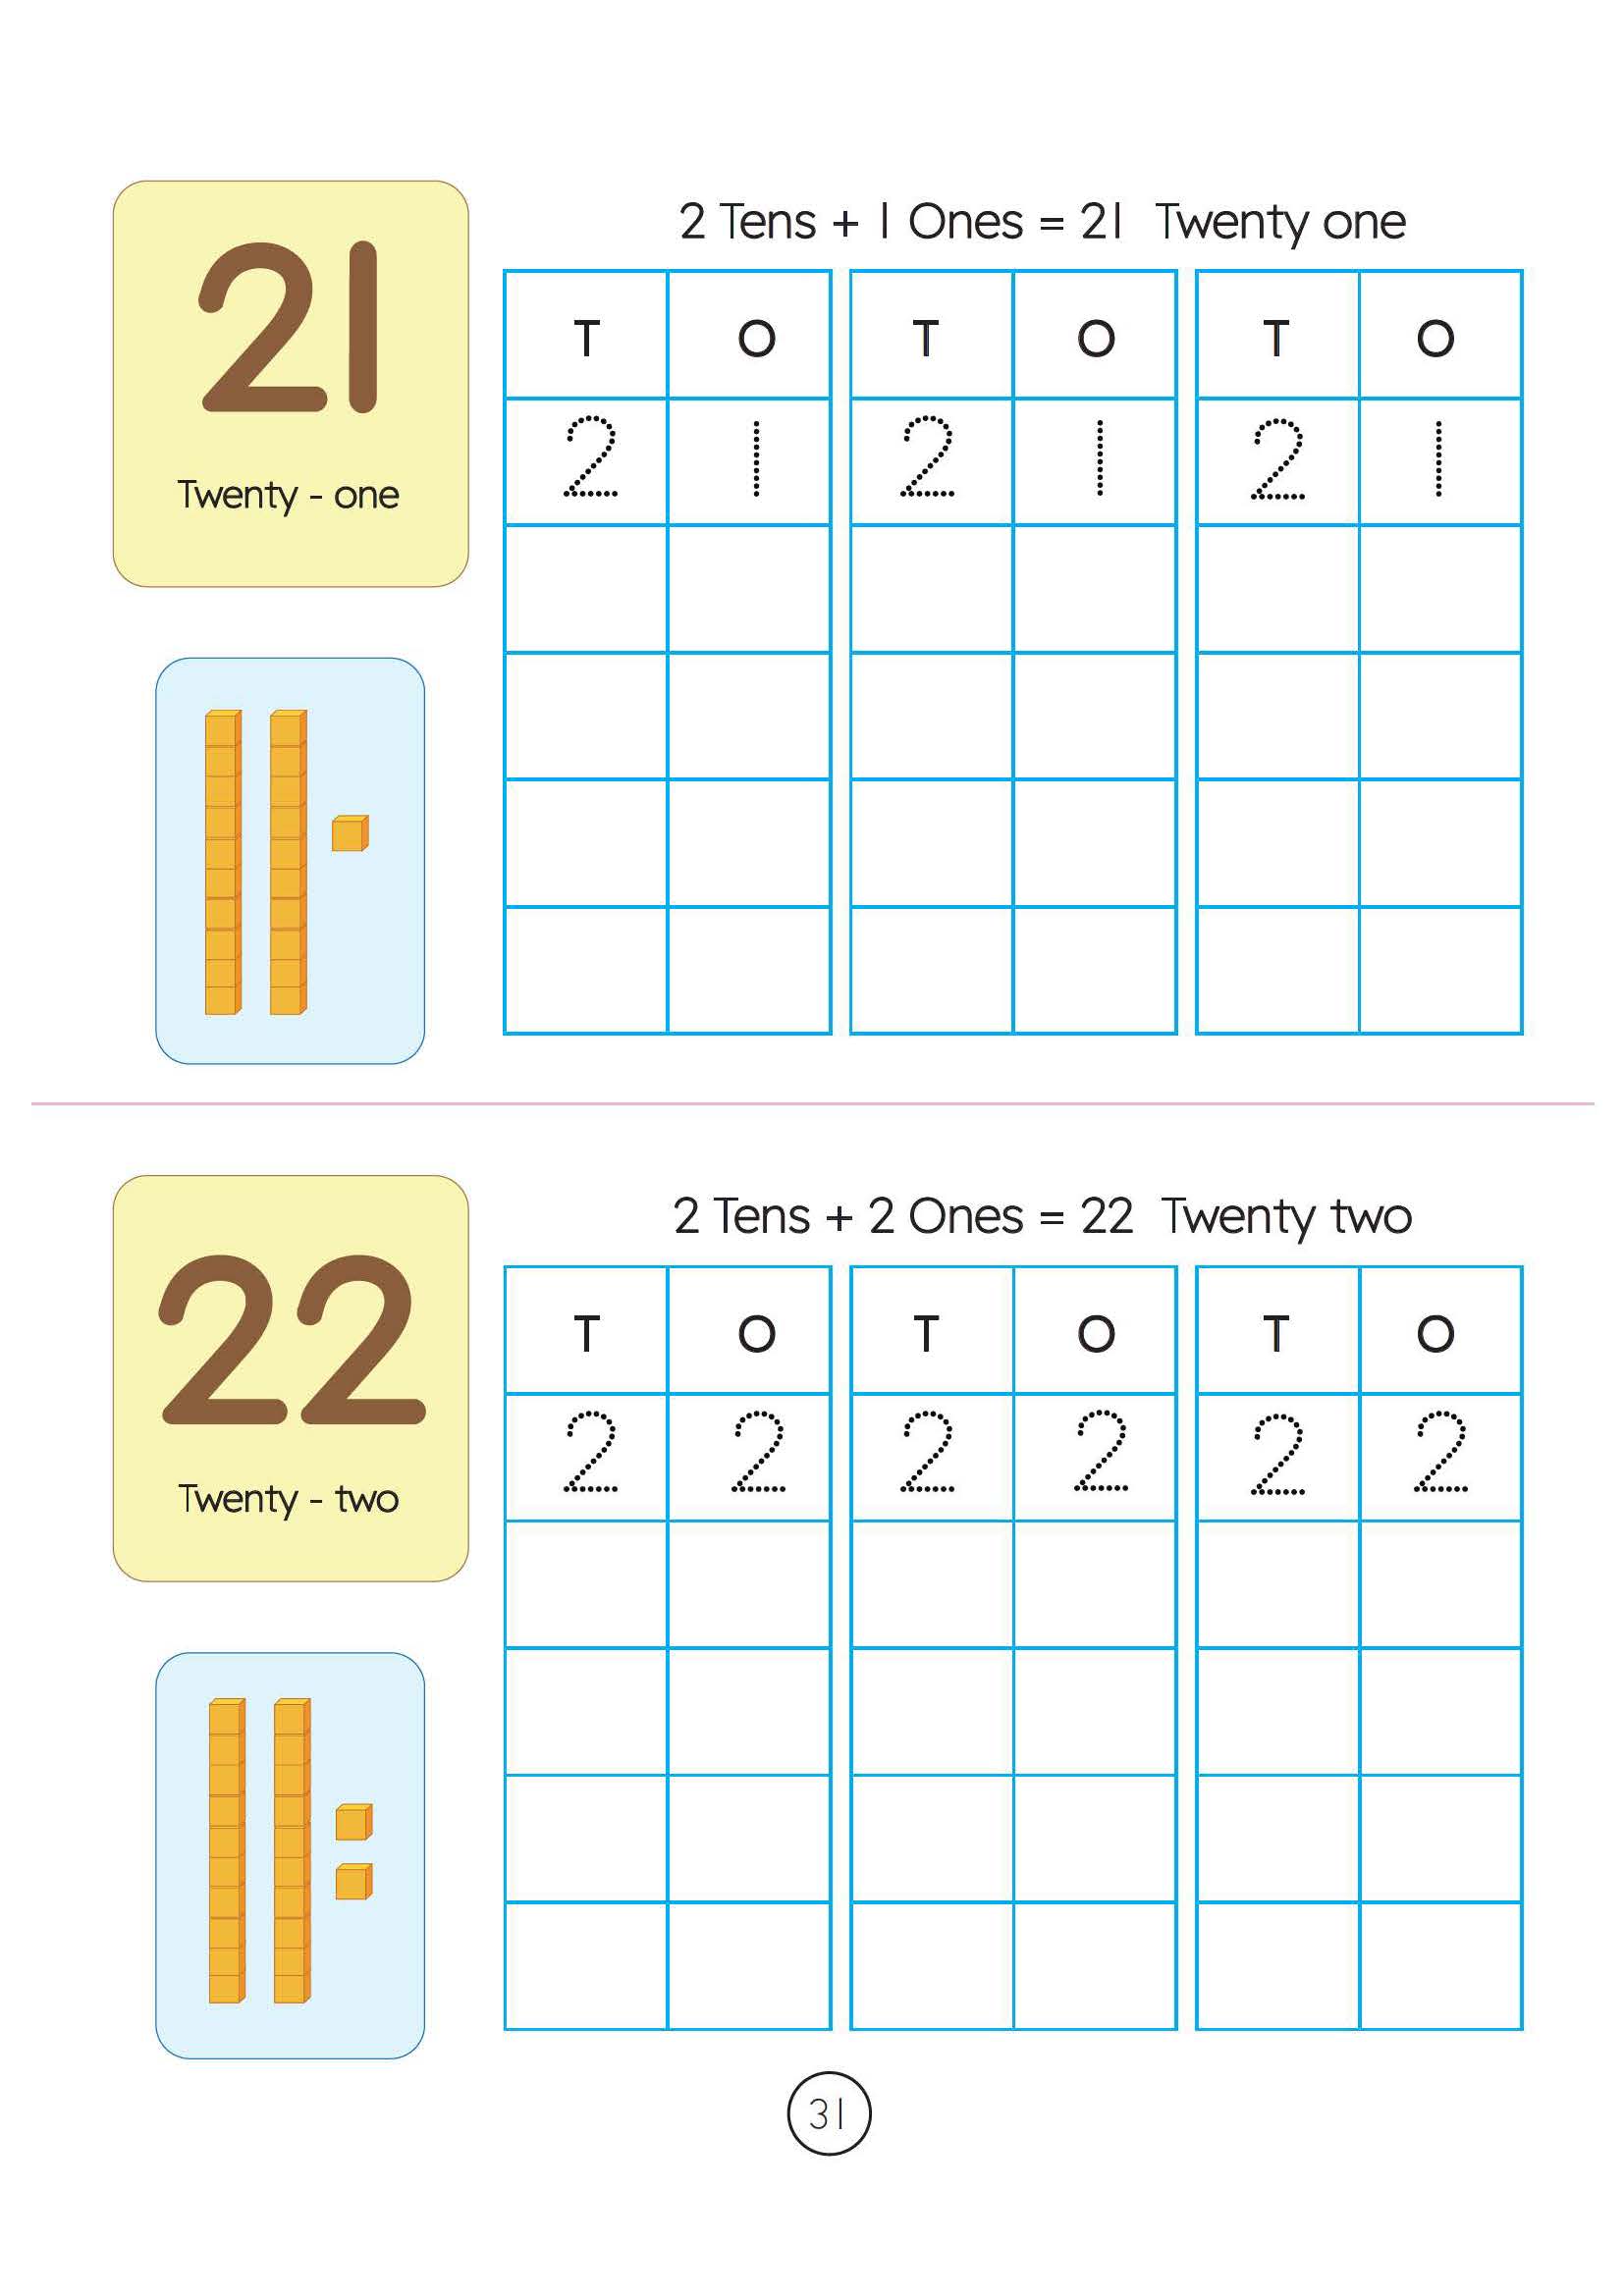 21
Twenty - one
2 Tens + 1 Ones = 21 Twenty one
T O T O T O
2 1 2 1 2 1
22
Twenty - two
2 Tens + 2 Ones = 22 Twenty two
T O T O T O
2 2 2 2 2 2
31